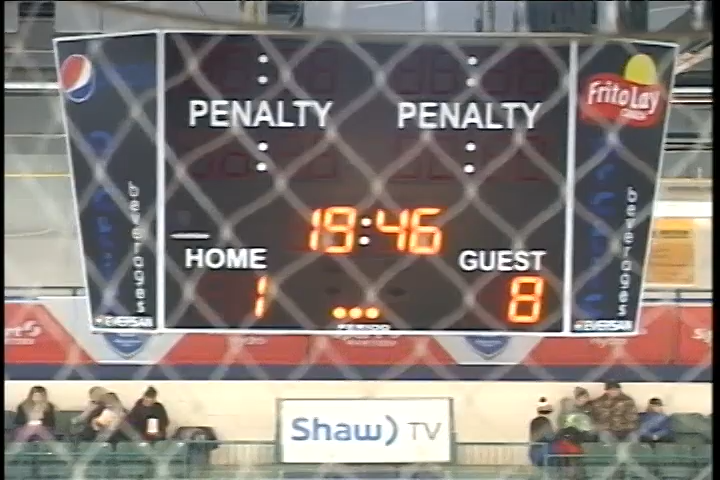 PENALTY PENALTY
19:46
HOME GUEST
1 8
FritoLay
beverages
beverages
EVERSAN
EVERSAN
Shaw) TV